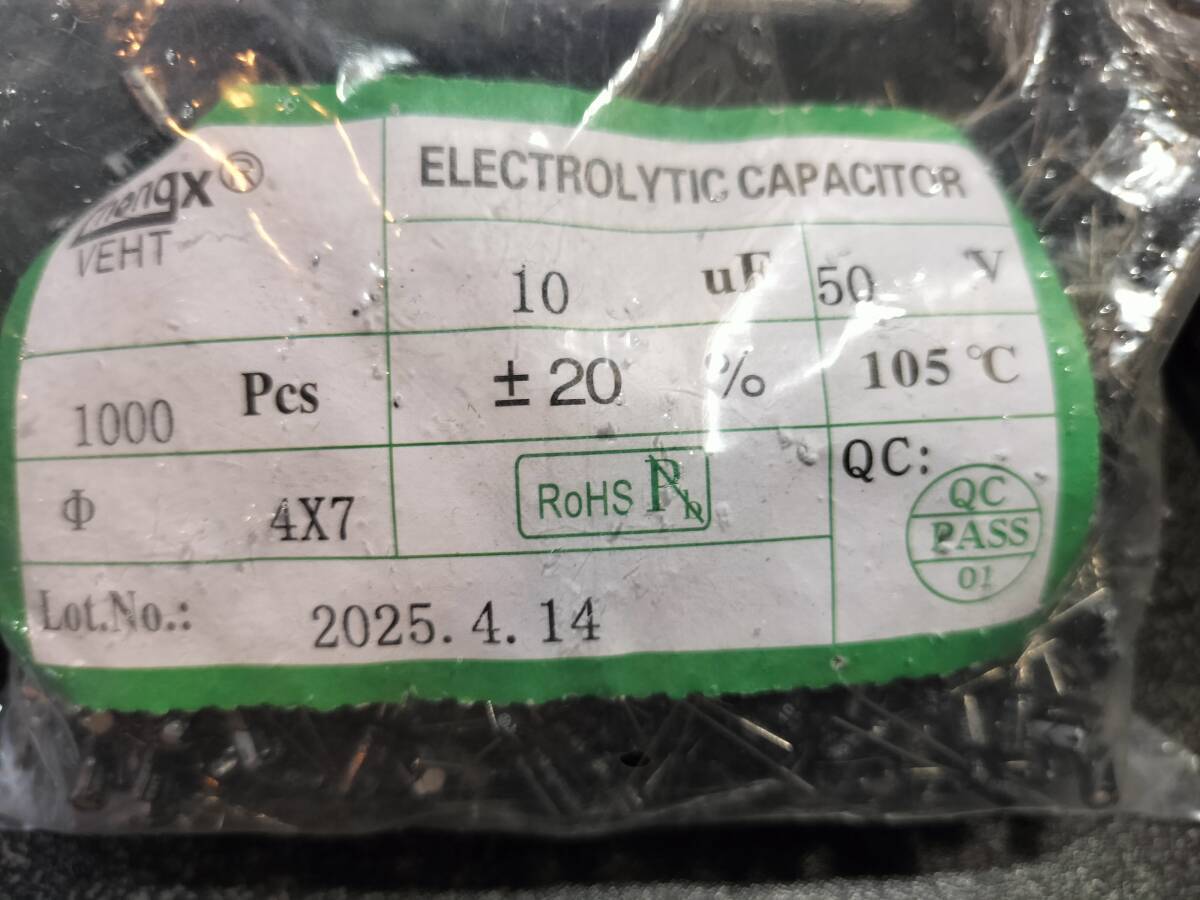 VEHT
ELECTROLYTIC CAPACITOR
10 uF 50 V
1000 Pcs ±20 % 105 ℃
Φ 4X7 RoHS QC:
QC
PASS
01
Lot.No.: 2025.4.14